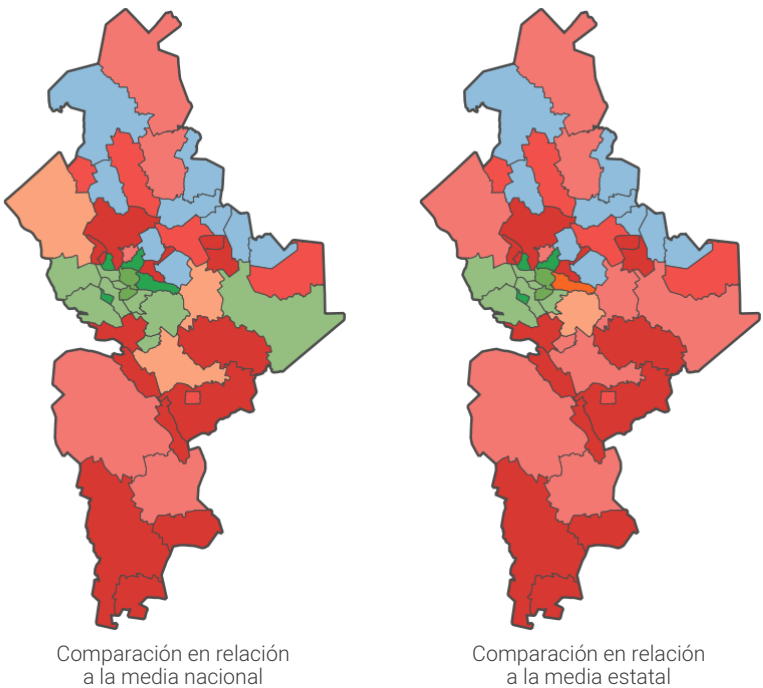 Comparación en relación
a la media nacional
Comparación en relación
a la media estatal